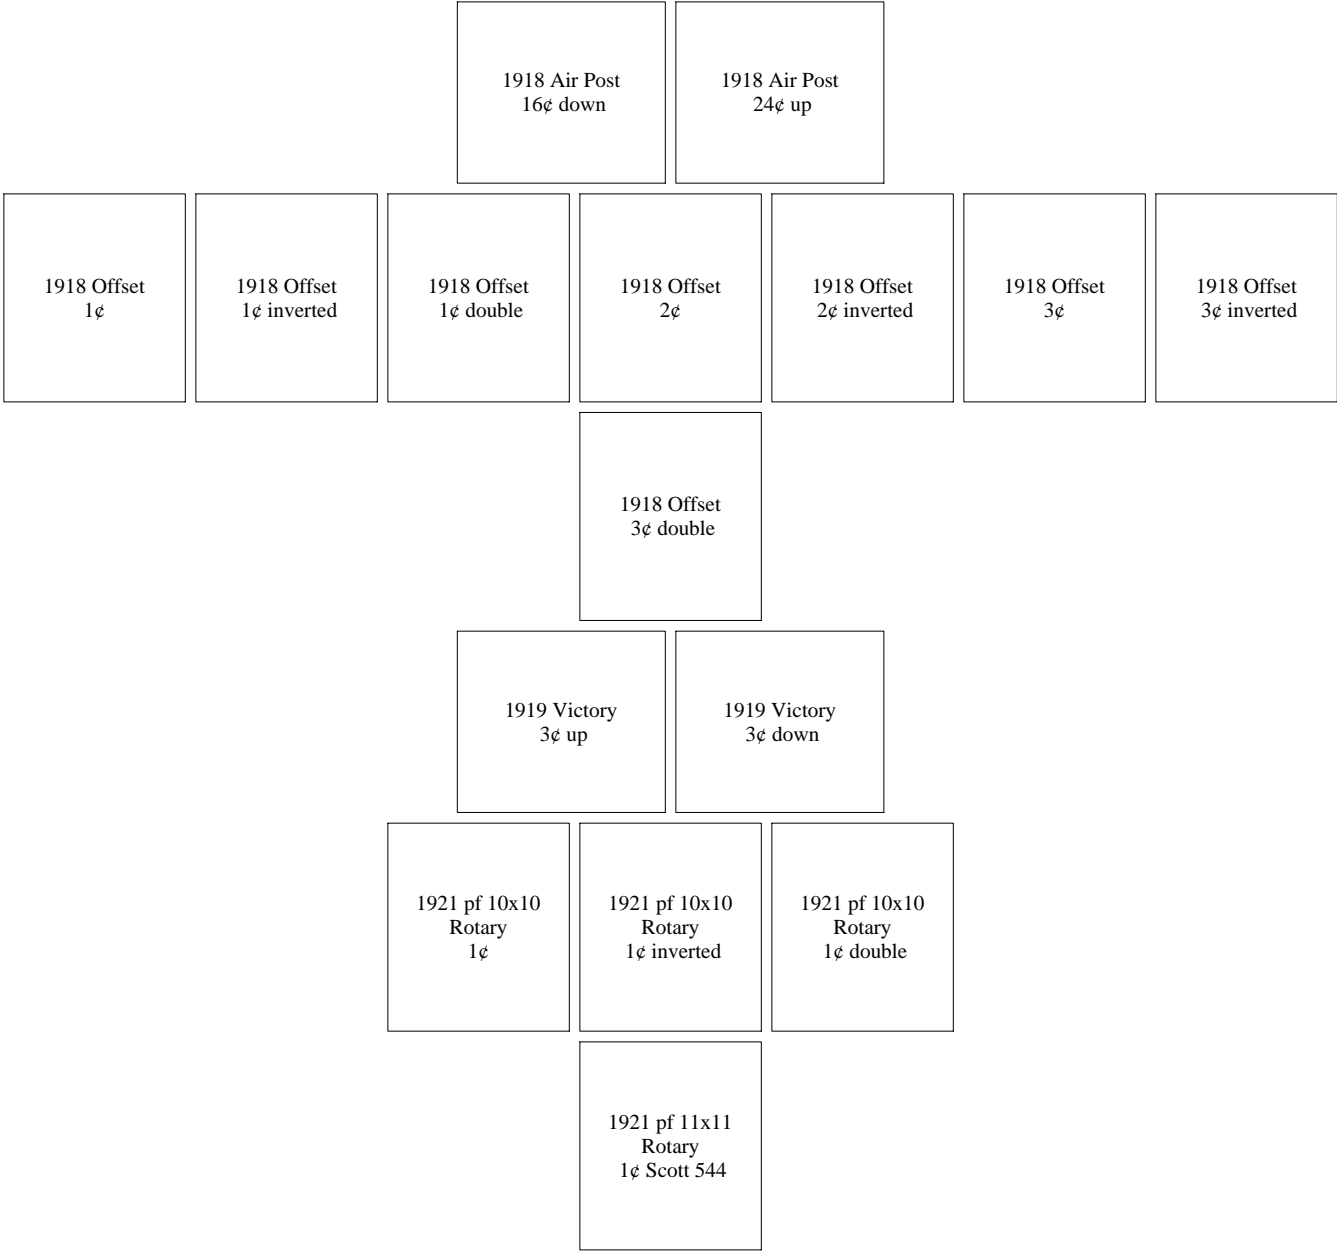 1918 Air Post
16¢ down
1918 Air Post
24¢ up
1918 Offset
1¢
1918 Offset
1¢ inverted
1918 Offset
1¢ double
1918 Offset
2¢
1918 Offset
2¢ inverted
1918 Offset
3¢
1918 Offset
3¢ inverted
1918 Offset
3¢ double
1919 Victory
3¢ up
1919 Victory
3¢ down
1921 pf 10x10
Rotary
1¢
1921 pf 10x10
Rotary
1¢ inverted
1921 pf 10x10
Rotary
1¢ double
1921 pf 11x11
Rotary
1¢ Scott 544